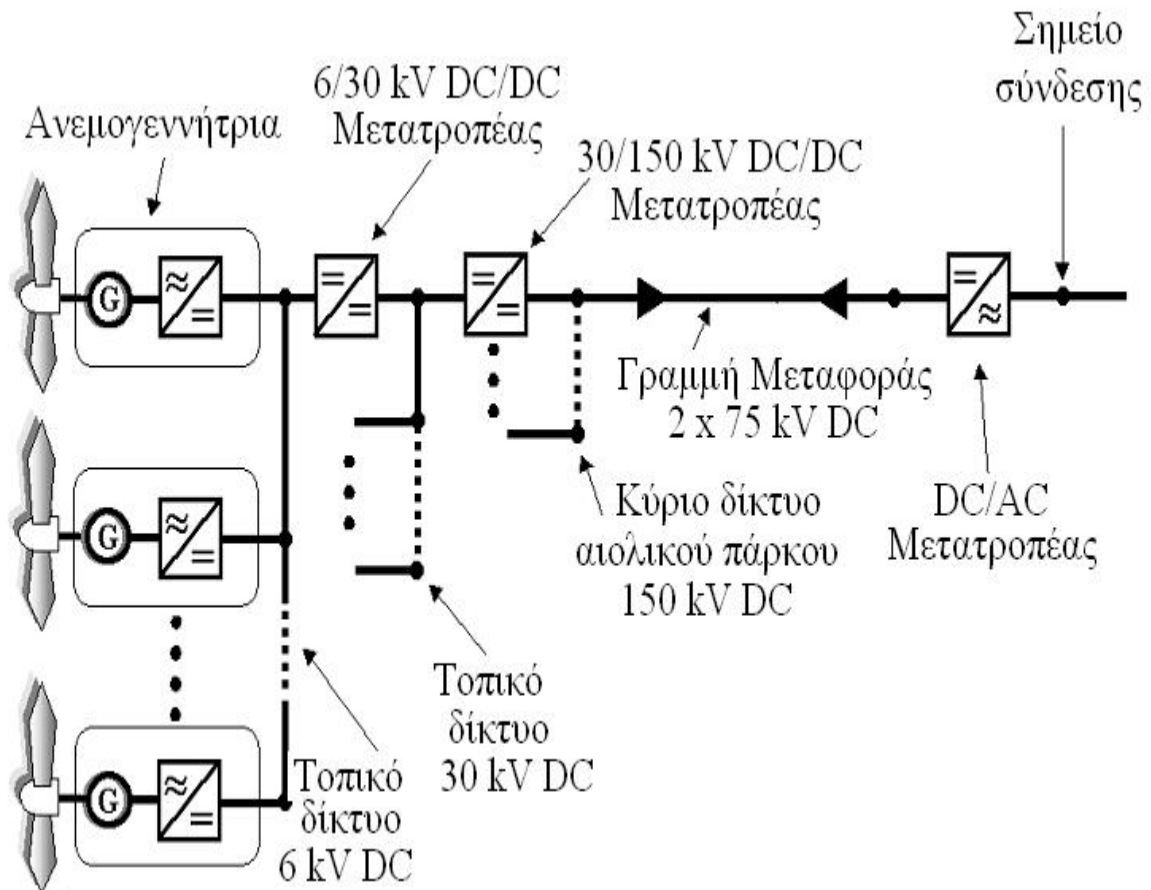 Σημείο
σύνδεσης
6/30 kV DC/DC
Μετατροπέας
Ανεμογεννήτρια
30/150 kV DC/DC
Μετατροπέας
G
Γραμμή Μεταφοράς
2 x 75 kV DC
G
Κύριο δίκτυο
αιολικού πάρκου
150 kV DC
DC/AC
Μετατροπέας
Τοπικό
δίκτυο
30 kV DC
G
Τοπικό
δίκτυο
6 kV DC